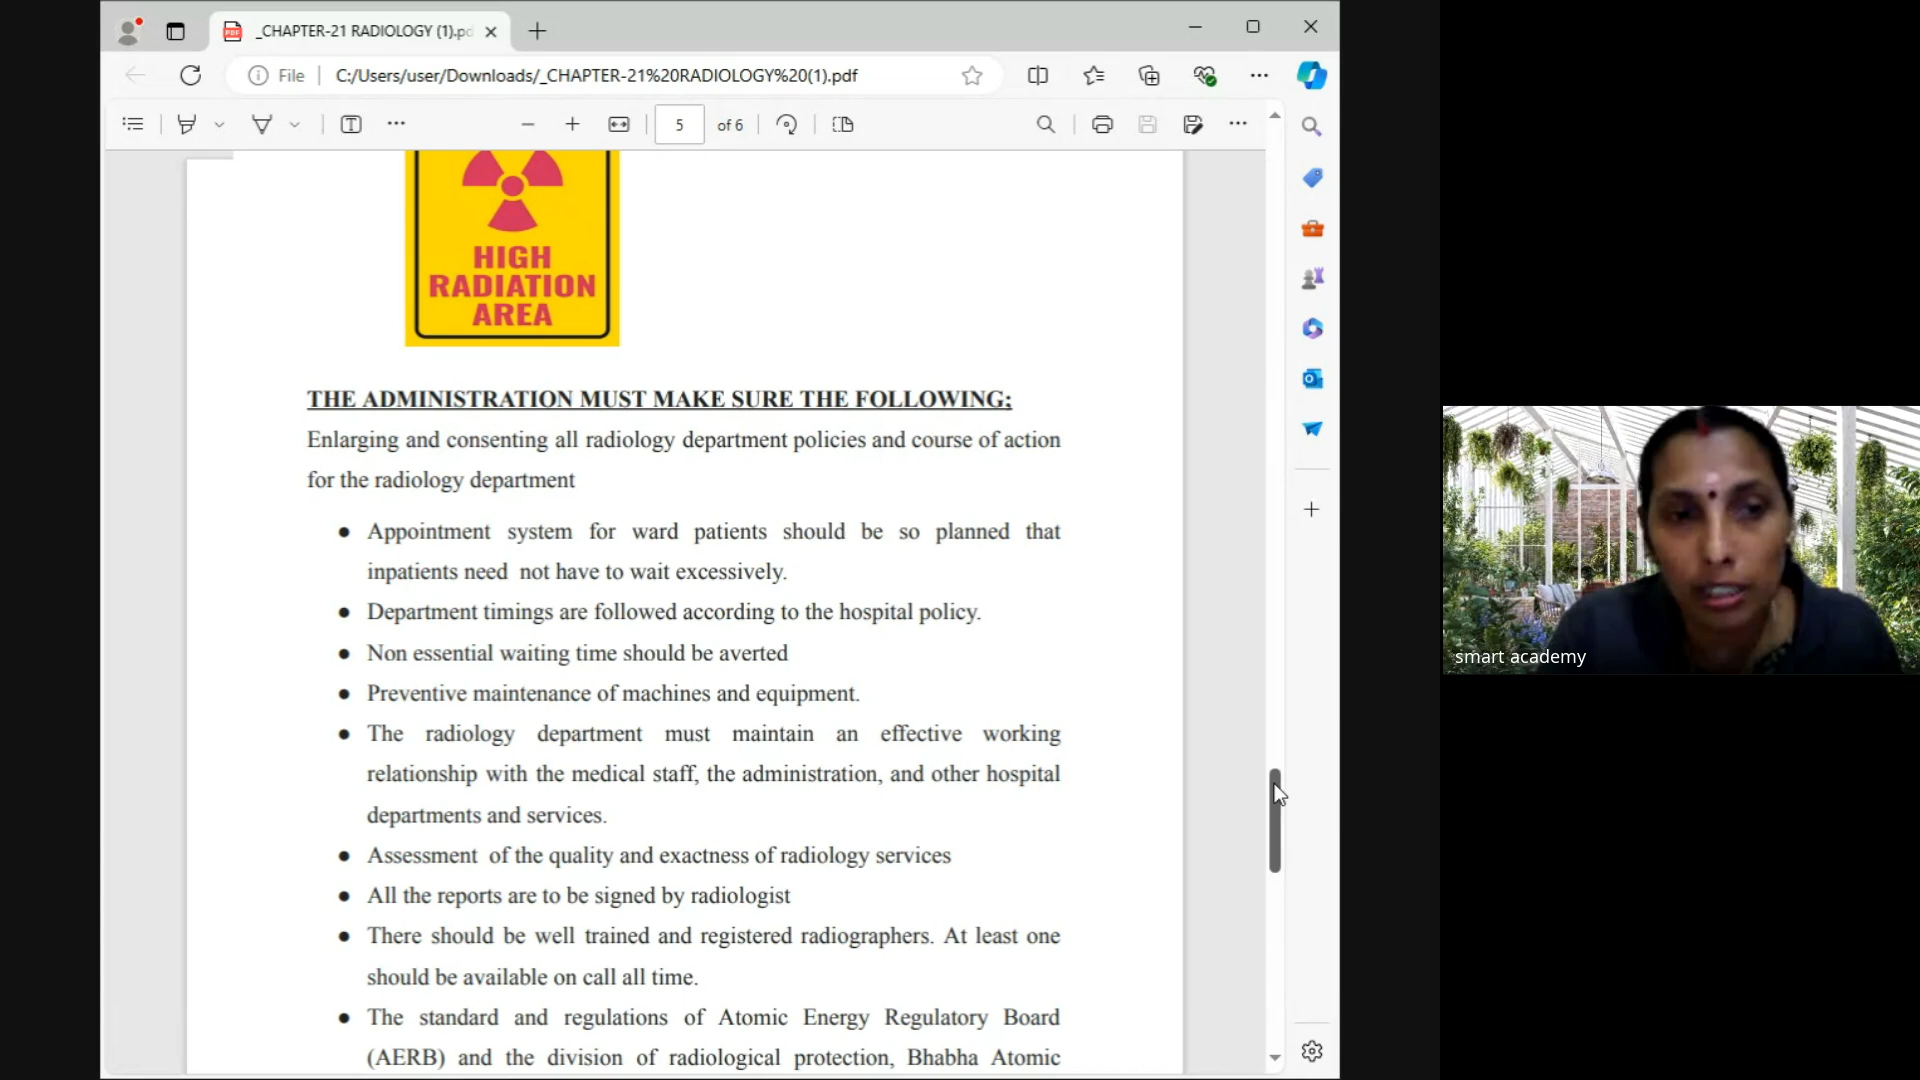 _CHAPTER-21 RADIOLOGY (1).pd
File
C:/Users/user/Downloads/_CHAPTER-21%20RADIOLOGY%20(1).pdf
5 of 6
HIGH
RADIATION
AREA
THE ADMINISTRATION MUST MAKE SURE THE FOLLOWING;
Enlarging and consenting all radiology department policies and course of action
for the radiology department
● Appointment system for ward patients should be so planned that
inpatients need not have to wait excessively.
● Department timings are followed according to the hospital policy.
● Non essential waiting time should be averted
● Preventive maintenance of machines and equipment.
● The radiology department must maintain an effective working
relationship with the medical staff, the administration, and other hospital
departments and services.
● Assessment of the quality and exactness of radiology services
● All the reports are to be signed by radiologist
● There should be well trained and registered radiographers. At least one
should be available on call all time.
● The standard and regulations of Atomic Energy Regulatory Board
(AERB) and the division of radiological protection, Bhabha Atomic
smart academy